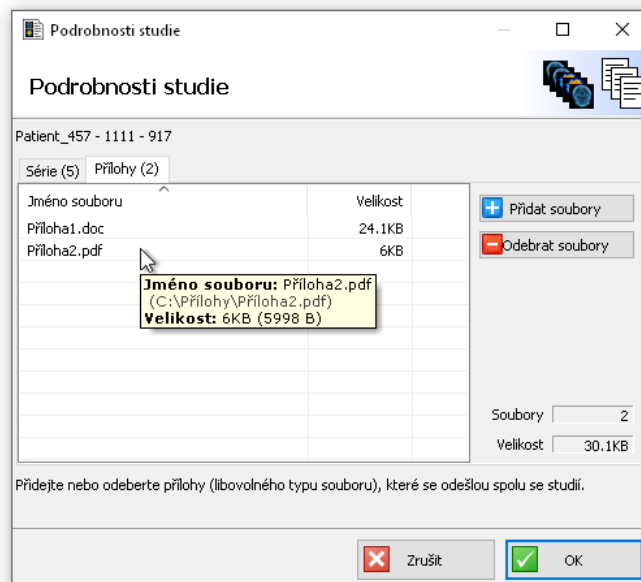 Podrobnosti studie
Podrobnosti studie
Patient_457 - 1111 - 917
Série (5) Přílohy (2)
Jméno souboru Velikost
Příloha1.doc 24.1KB
Příloha2.pdf 6KB
Jméno souboru: Příloha2.pdf
(C:\Přílohy\Příloha2.pdf)
Velikost: 6KB (5998 B)
Přidat soubory
Odebrat soubory
Soubory 2
Velikost 30.1KB
Přidejte nebo odeberte přílohy (libovolného typu souboru), které se odešlou spolu se studií.
Zrušit OK